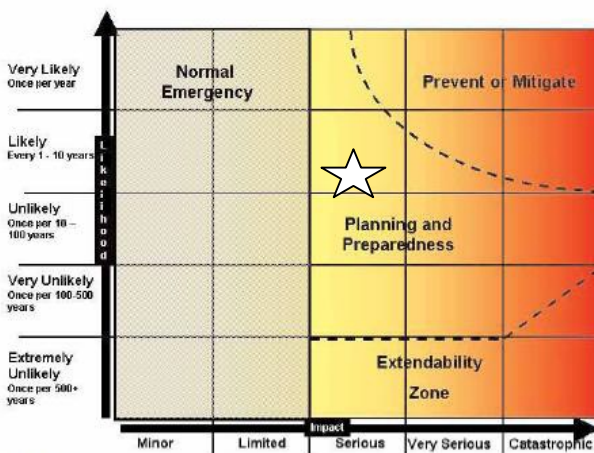 Very Likely
Once per year
Normal
Emergency
Prevent or Mitigate
Likely
Every 1 - 10 years
Likelihood
Unlikely
Once per 10 –
100 years
Planning and
Preparedness
Very Unlikely
Once per 100-500
years
Extremely
Unlikely
Once per 500+
years
Extendability
Zone
Impact
Minor
Limited
Serious
Very Serious
Catastrophic